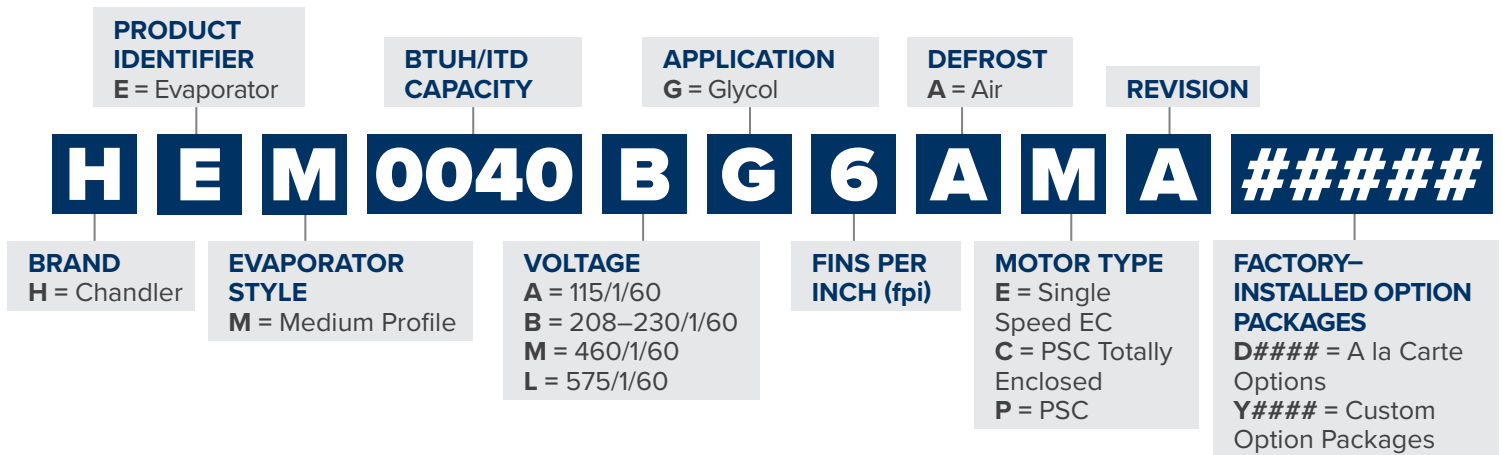 PRODUCT
IDENTIFIER
E = Evaporator
BTUH/ITD
CAPACITY
APPLICATION
G = Glycol
DEFROST
A = Air
REVISION
H E M 0040 B G 6 A M A #####
BRAND
H = Chandler
EVAPORATOR
STYLE
M = Medium Profile
VOLTAGE
A = 115/1/60
B = 208–230/1/60
M = 460/1/60
L = 575/1/60
FINS PER
INCH (fpi)
MOTOR TYPE
E = Single
Speed EC
C = PSC Totally
Enclosed
P = PSC
FACTORY–
INSTALLED OPTION
PACKAGES
D#### = A la Carte
Options
Y#### = Custom
Option Packages